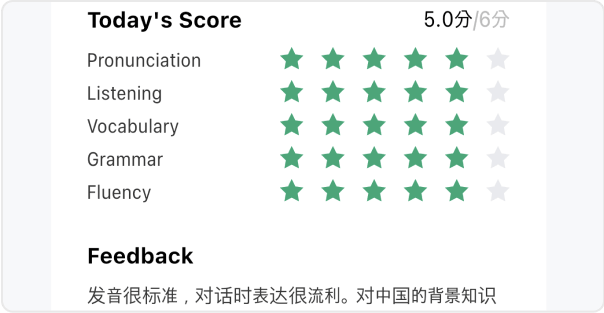 Today's Score 5.0分/6分
Pronunciation
Listening
Vocabulary
Grammar
Fluency
Feedback
发音很标准，对话时表达很流利。对中国的背景知识